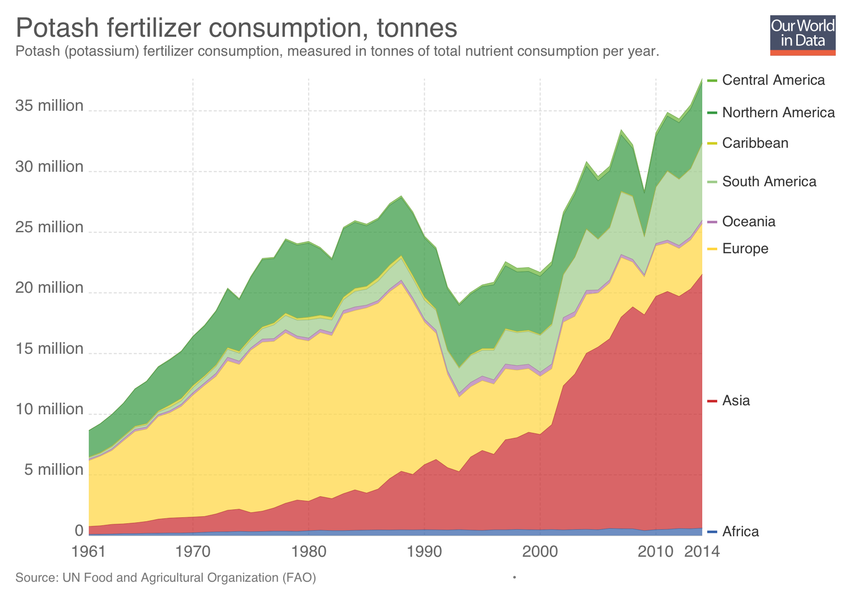 Potash fertilizer consumption, tonnes
Potash (potassium) fertilizer consumption, measured in tonnes of total nutrient consumption per year.
Our World
in Data
35 million
30 million
25 million
20 million
15 million
10 million
5 million
0
1961
1970
1980
1990
2000
2010
2014
Central America
Northern America
Caribbean
South America
Oceania
Europe
Asia
Africa
Source: UN Food and Agricultural Organization (FAO)